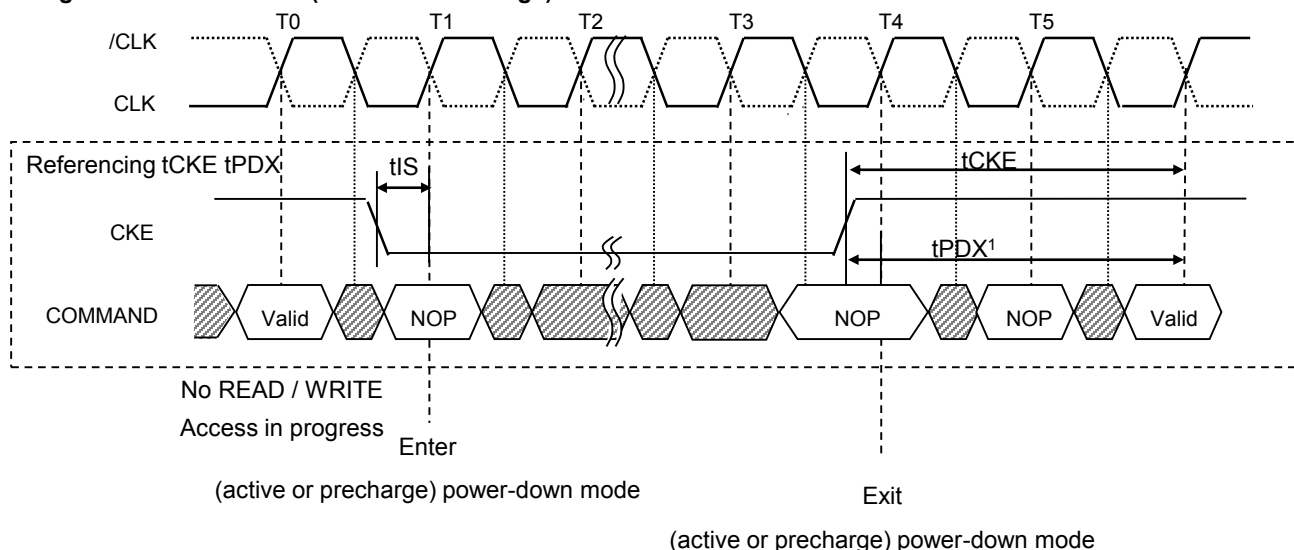 T0 T1 T2 T3 T4 T5
/CLK
CLK
Referencing tCKE tPDX
tIS
tCKE
CKE
tPDX¹
COMMAND
Valid NOP NOP NOP Valid
No READ / WRITE
Access in progress
Enter
(active or precharge) power-down mode
Exit
(active or precharge) power-down mode